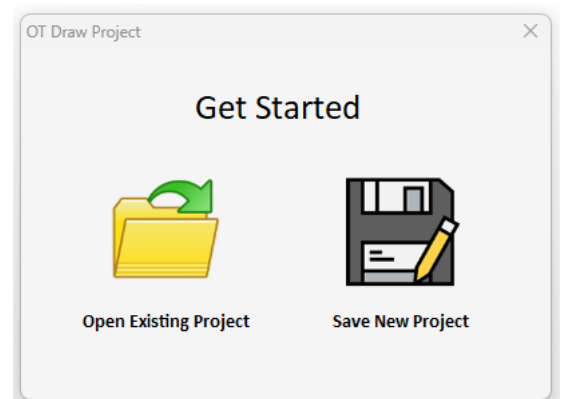 OT Draw Project
Get Started
Open Existing Project
Save New Project